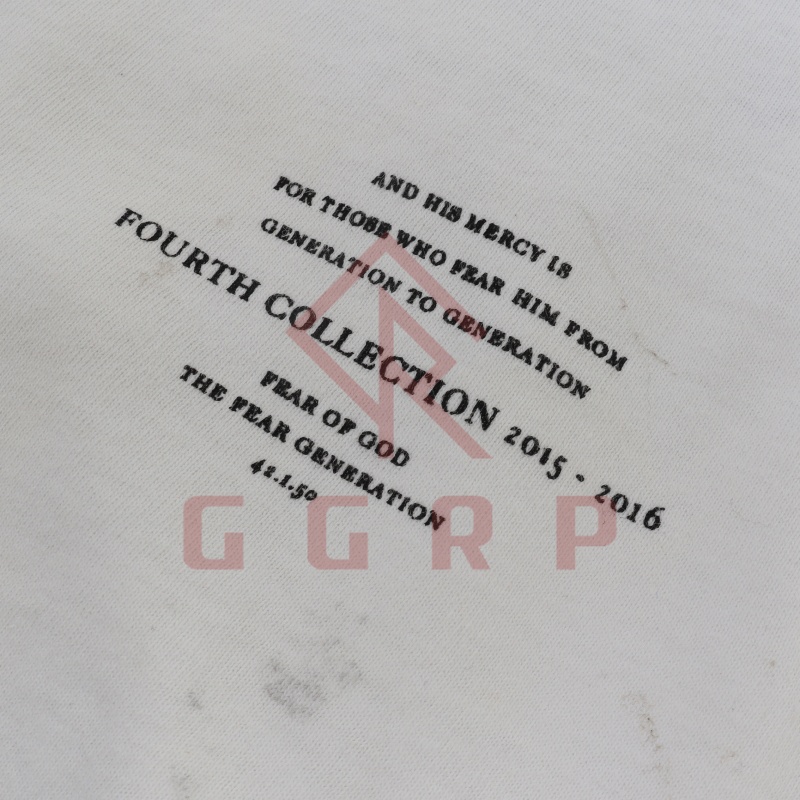 AND HIS MERCY IS
FOR THOSE WHO FEAR HIM FROM
GENERATION TO GENERATION
FOURTH COLLECTION 2015 - 2016
FEAR OF GOD
THE FEAR GENERATION
42.1.50
GGRP